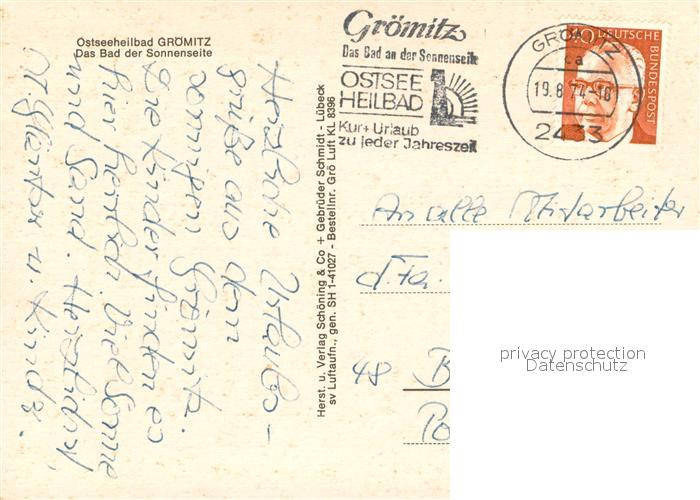 Ostseeheilbad GRÖMITZ
Das Bad der Sonnenseite
Herzliche Urlaubs-
grüße aus dem
sonnigen Grömitz.
Die Kinder finden es
hier herrlich. Viel Sonne
und Sand. Herzlichst,
u. Kinder.
Herst. u. Verlag Schöning & Co + Gebrüder Schmidt - Lübeck
sv Luftaufn., gen. SH 1-41027 - Bestellnr. Grö Luft KL 8396
Grömitz
Das Bad an der Sonnenseite
OSTSEE
HEILBAD
Kur + Urlaub
zu jeder Jahreszeit
GRÖMITZ
ca
19.8.74-18
2433
DEUTSCHE
BUNDESPOST
An alle Mitarbeiter
d. Fa.
48 B
Po
privacy protection
Datenschutz